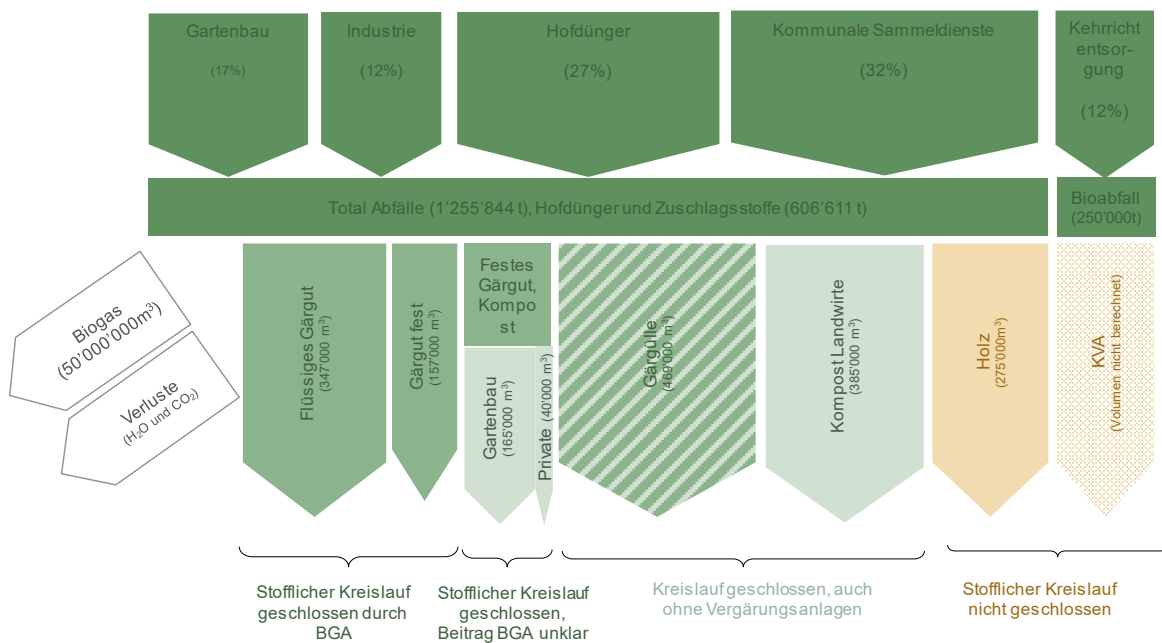 Gartenbau
(17%)
Industrie
(12%)
Hofdünger
(27%)
Kommunale Sammeldienste
(32%)
Kehrricht
entsor-
gung
(12%)
Total Abfälle (1’255’844 t), Hofdünger und Zuschlagsstoffe (606’611 t)
Bioabfall
(250’000t)
Biogas
(50’000’000m³)
Verluste
(H₂O und CO₂)
Flüssiges Gärgut
(347’000 m³)
Gärgut fest
(157’000 m³)
Festes
Gärgut,
Kompo
st
Gartenbau
(165’000 m³)
Private (40’000 m³)
Gärgülle
(469’000 m³)
Kompost Landwirte
(385’000 m³)
Holz
(275’000m³)
KVA
(Volumen nicht berechnet)
Stofflicher Kreislauf
geschlossen durch
BGA
Stofflicher Kreislauf
geschlossen,
Beitrag BGA unklar
Kreislauf geschlossen, auch
ohne Vergärungsanlagen
Stofflicher Kreislauf
nicht geschlossen